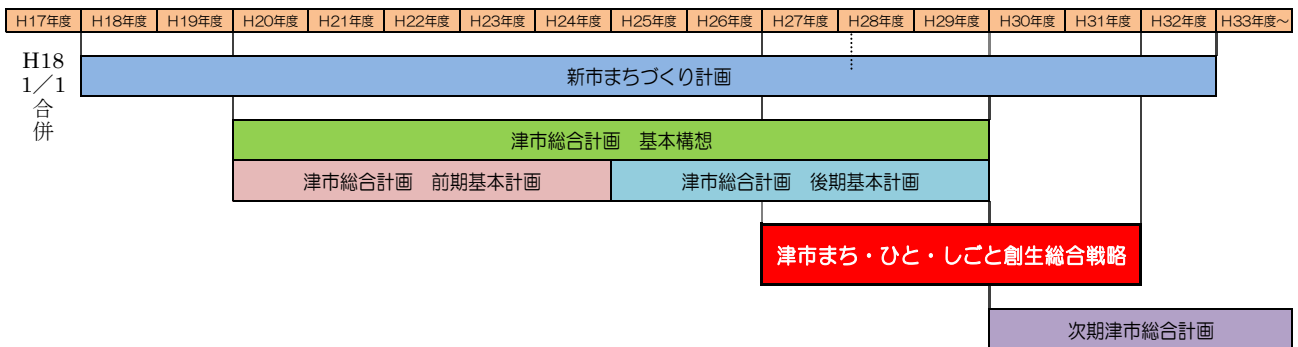 H17年度 H18年度 H19年度 H20年度 H21年度 H22年度 H23年度 H24年度 H25年度 H26年度 H27年度 H28年度 H29年度 H30年度 H31年度 H32年度 H33年度~
H18
1/1
合
併
新市まちづくり計画
津市総合計画 基本構想
津市総合計画 前期基本計画 津市総合計画 後期基本計画
津市まち・ひと・しごと創生総合戦略
次期津市総合計画